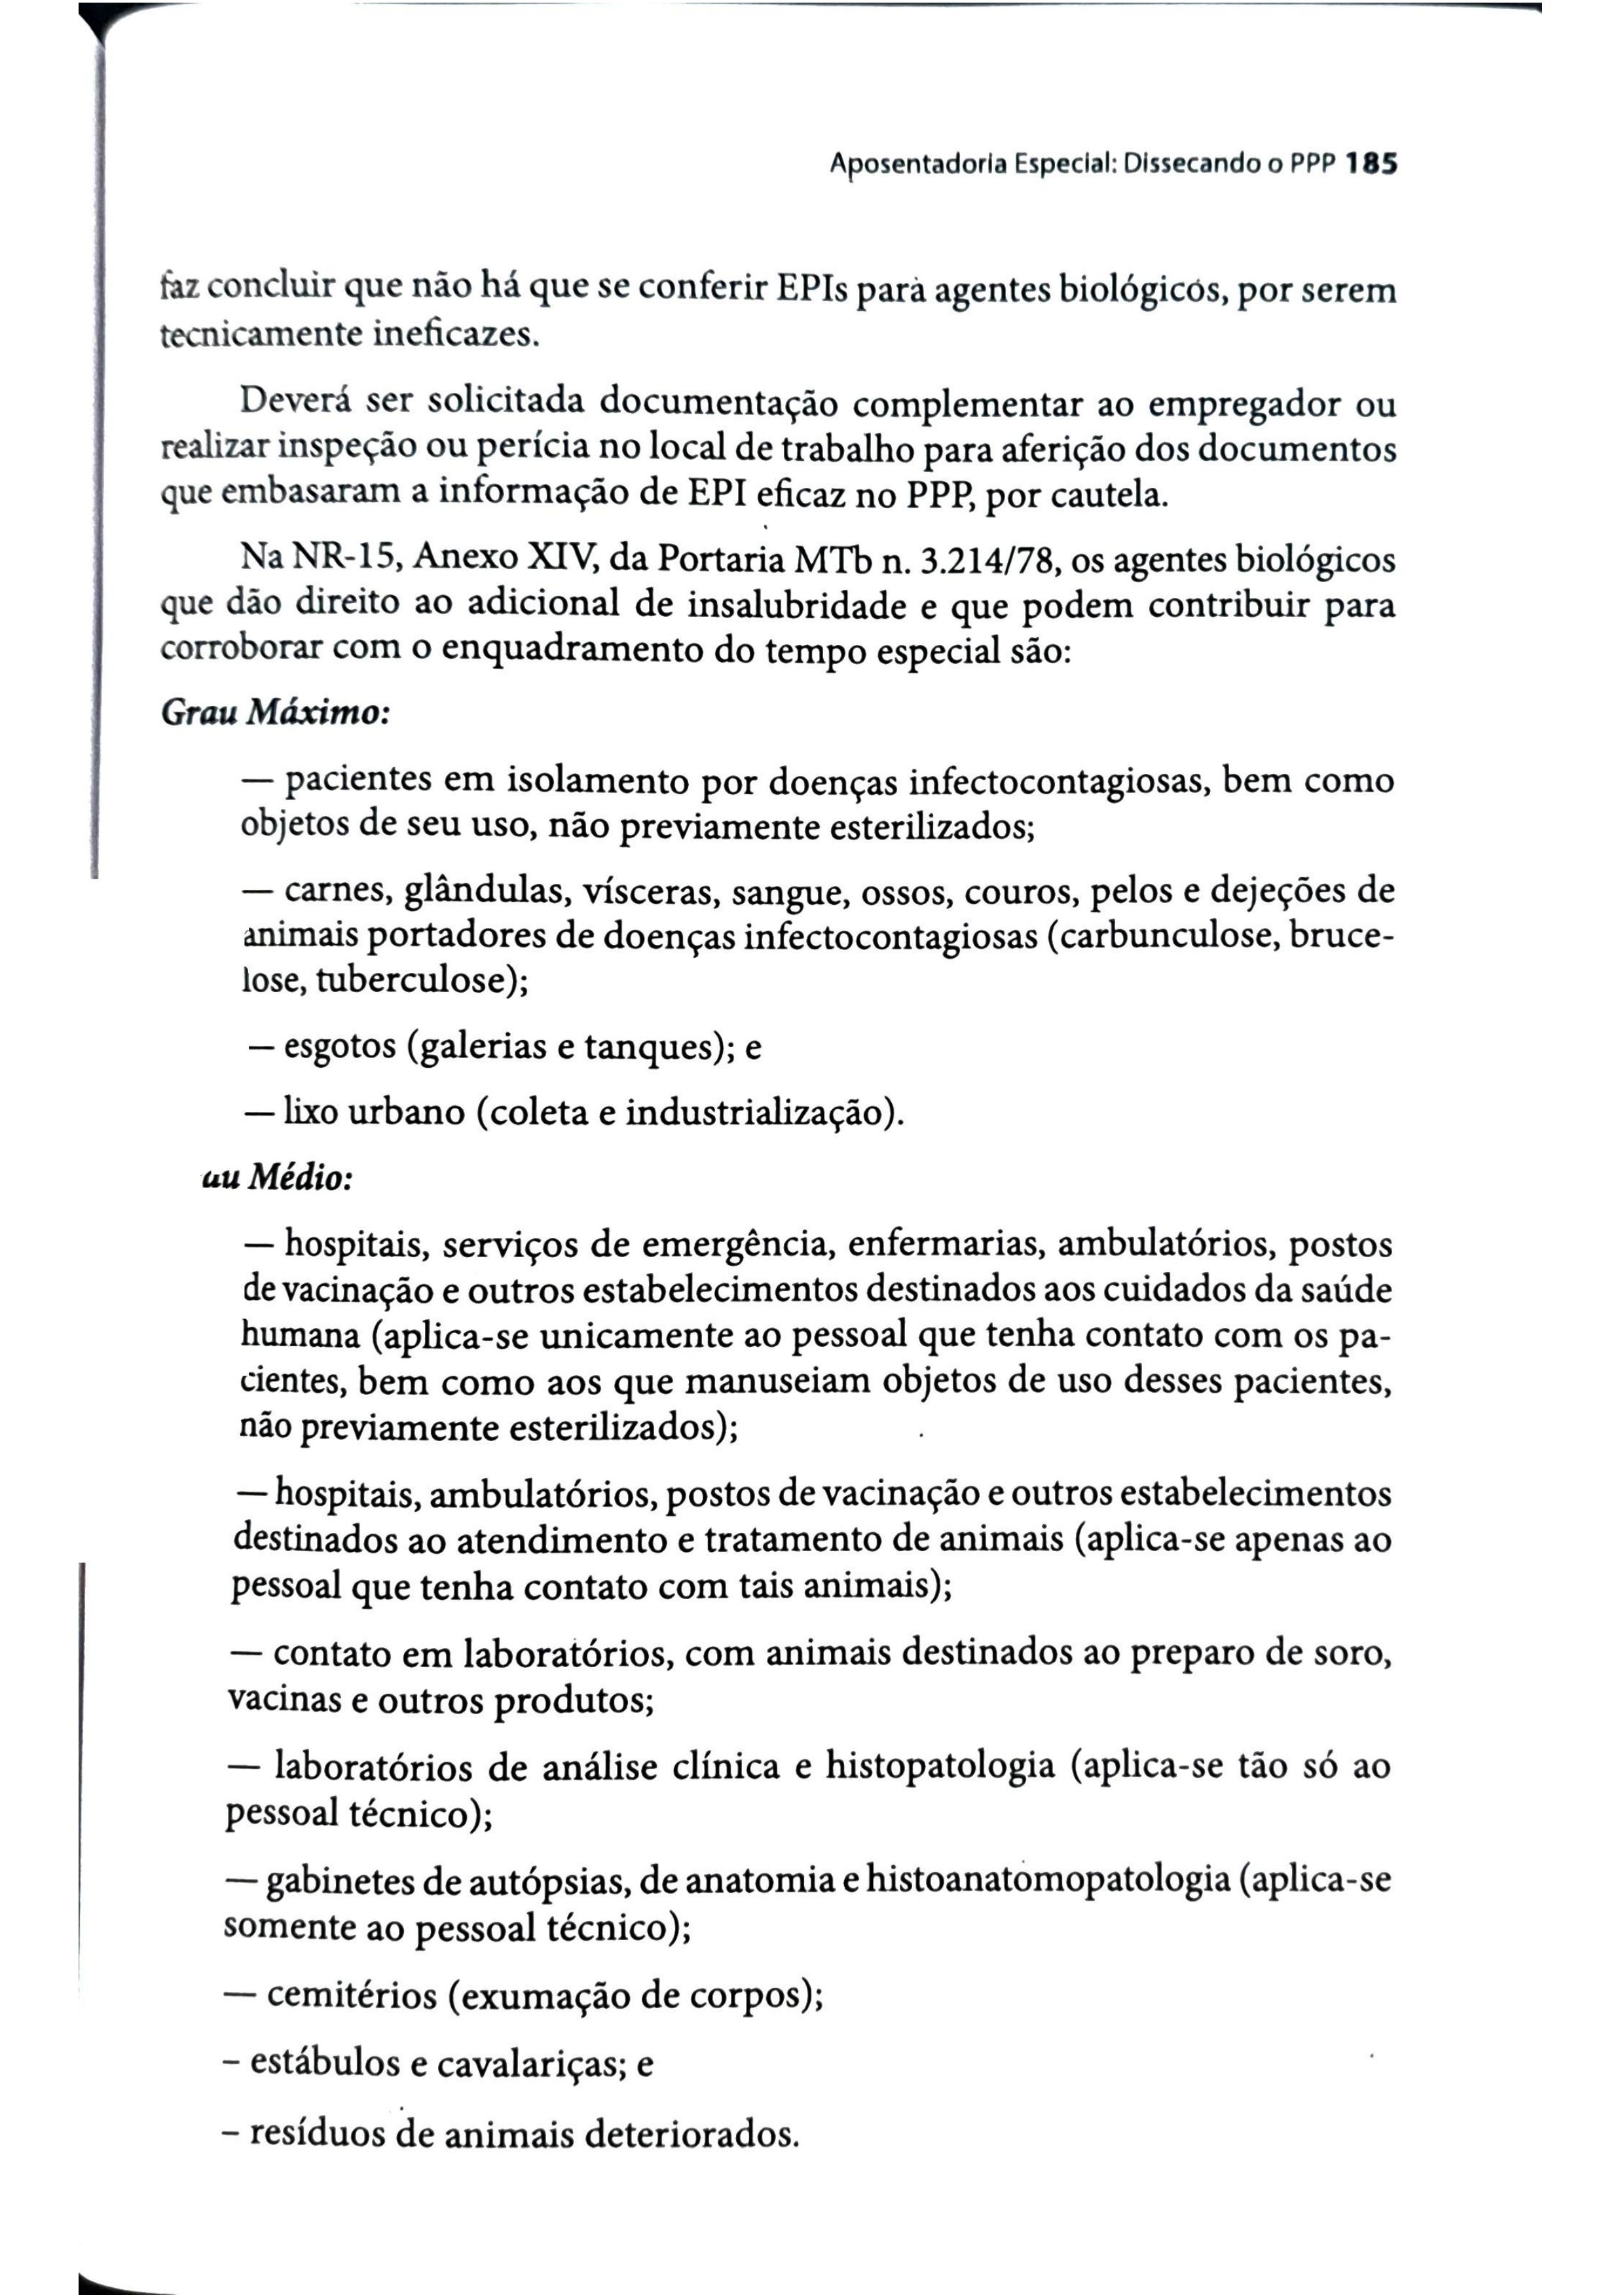 Aposentadoria Especial: Dissecando o PPP 185
faz concluir que não há que se conferir EPIs para agentes biológicos, por serem
tecnicamente ineficazes.
Deverá ser solicitada documentação complementar ao empregador ou
realizar inspeção ou perícia no local de trabalho para aferição dos documentos
que embasaram a informação de EPI eficaz no PPP, por cautela.
Na NR-15, Anexo XIV, da Portaria MTb n. 3.214/78, os agentes biológicos
que dão direito ao adicional de insalubridade e que podem contribuir para
corroborar com o enquadramento do tempo especial são:
Grau Máximo:
— pacientes em isolamento por doenças infectocontagiosas, bem como
objetos de seu uso, não previamente esterilizados;
— carnes, glândulas, vísceras, sangue, ossos, couros, pelos e dejeções de
animais portadores de doenças infectocontagiosas (carbunculose, bruce-
lose, tuberculose);
— esgotos (galerias e tanques); e
— lixo urbano (coleta e industrialização).
au Médio:
— hospitais, serviços de emergência, enfermarias, ambulatórios, postos
de vacinação e outros estabelecimentos destinados aos cuidados da saúde
humana (aplica-se unicamente ao pessoal que tenha contato com os pa-
cientes, bem como aos que manuseiam objetos de uso desses pacientes,
não previamente esterilizados);
— hospitais, ambulatórios, postos de vacinação e outros estabelecimentos
destinados ao atendimento e tratamento de animais (aplica-se apenas ao
pessoal que tenha contato com tais animais);
— contato em laboratórios, com animais destinados ao preparo de soro,
vacinas e outros produtos;
— laboratórios de análise clínica e histopatologia (aplica-se tão só ao
pessoal técnico);
— gabinetes de autópsias, de anatomia e histoanatomopatologia (aplica-se
somente ao pessoal técnico);
— cemitérios (exumação de corpos);
– estábulos e cavalariças; e
– resíduos de animais deteriorados.